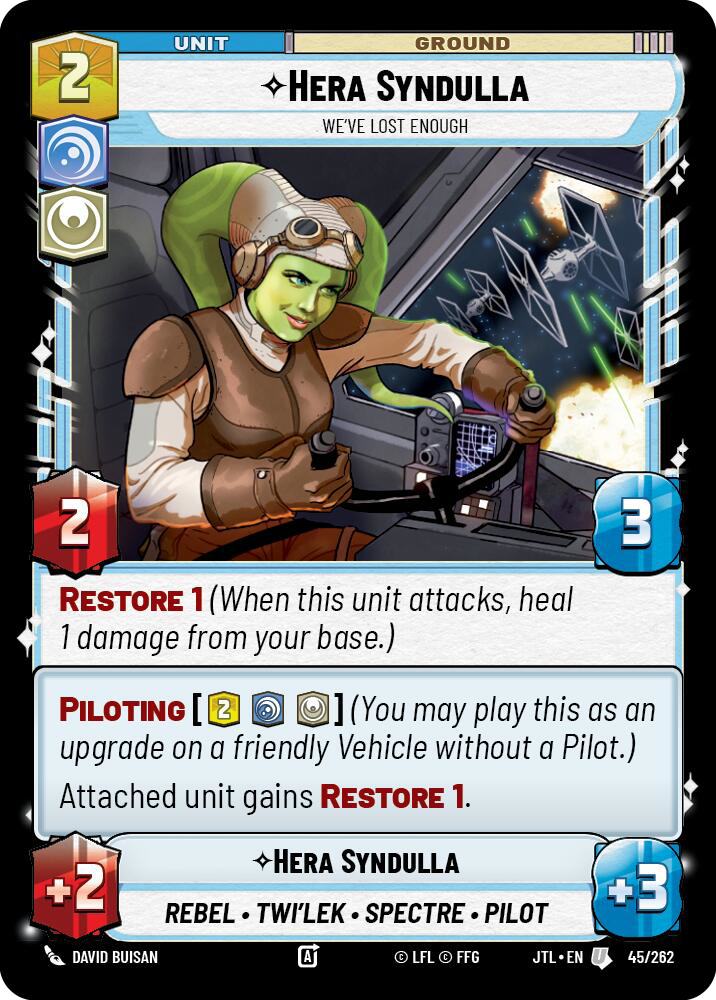 UNIT
GROUND
2
HERA SYNDULLA
WE'VE LOST ENOUGH
2
3
RESTORE 1 (When this unit attacks, heal
1 damage from your base.)
PILOTING [2] (You may play this as an
upgrade on a friendly Vehicle without a Pilot.)
Attached unit gains RESTORE 1.
+2
HERA SYNDULLA
+3
REBEL • TWI'LEK • SPECTRE • PILOT
DAVID BUISAN
A
© LFL © FFG
JTL • EN
U
45/262